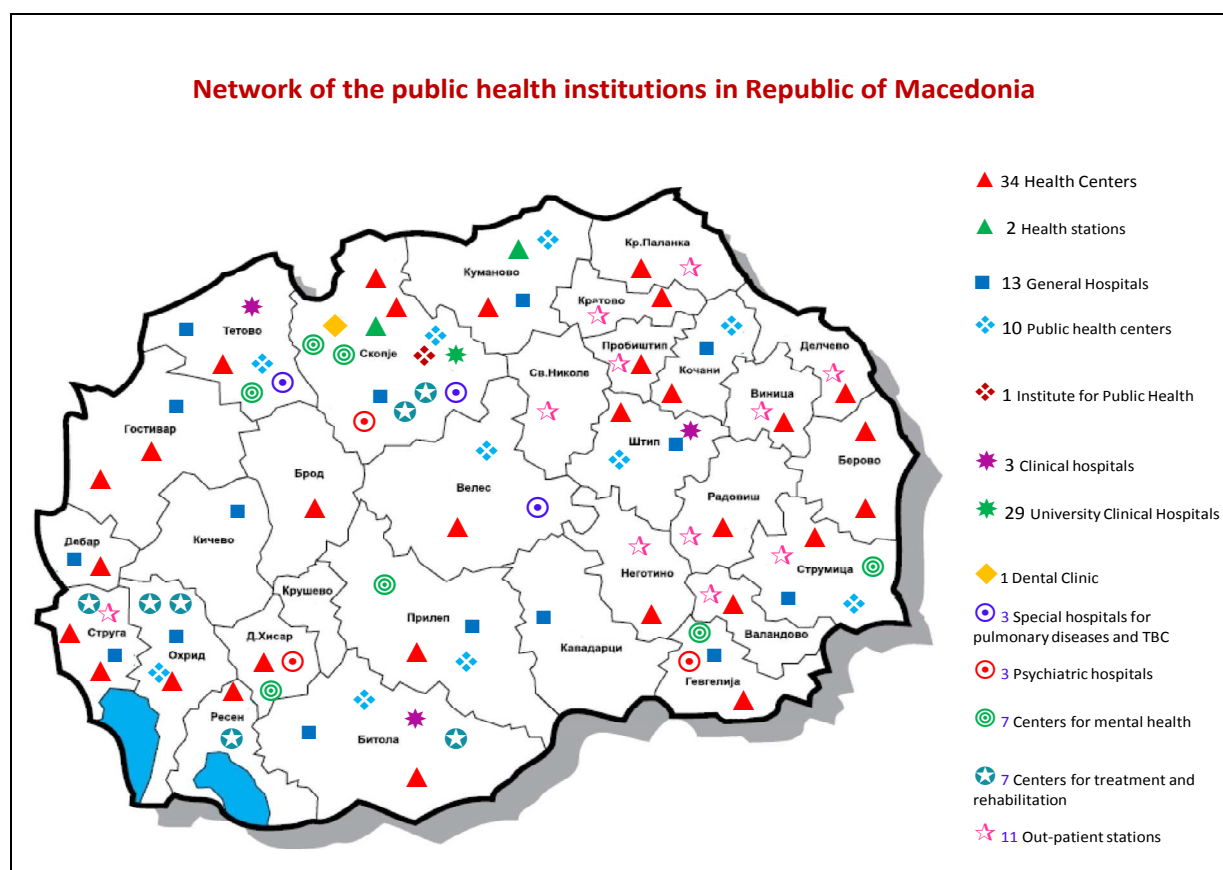 Network of the public health institutions in Republic of Macedonia
34 Health Centers
2 Health stations
13 General Hospitals
10 Public health centers
1 Institute for Public Health
3 Clinical hospitals
29 University Clinical Hospitals
1 Dental Clinic
3 Special hospitals for
pulmonary diseases and TBC
3 Psychiatric hospitals
7 Centers for mental health
7 Centers for treatment and
rehabilitation
11 Out-patient stations
Кр.Паланка
Куманово
Кратово
Тетово
Скопје
Пробиштип
Делчево
Кочани
Св.Николе
Виница
Гостивар
Штип
Берово
Брод
Велес
Радовиш
Кичево
Дебар
Неготино
Струмица
Крушево
Прилеп
Струга
Охрид
Д.Хисар
Кавадарци
Валандово
Гевгелија
Ресен
Битола